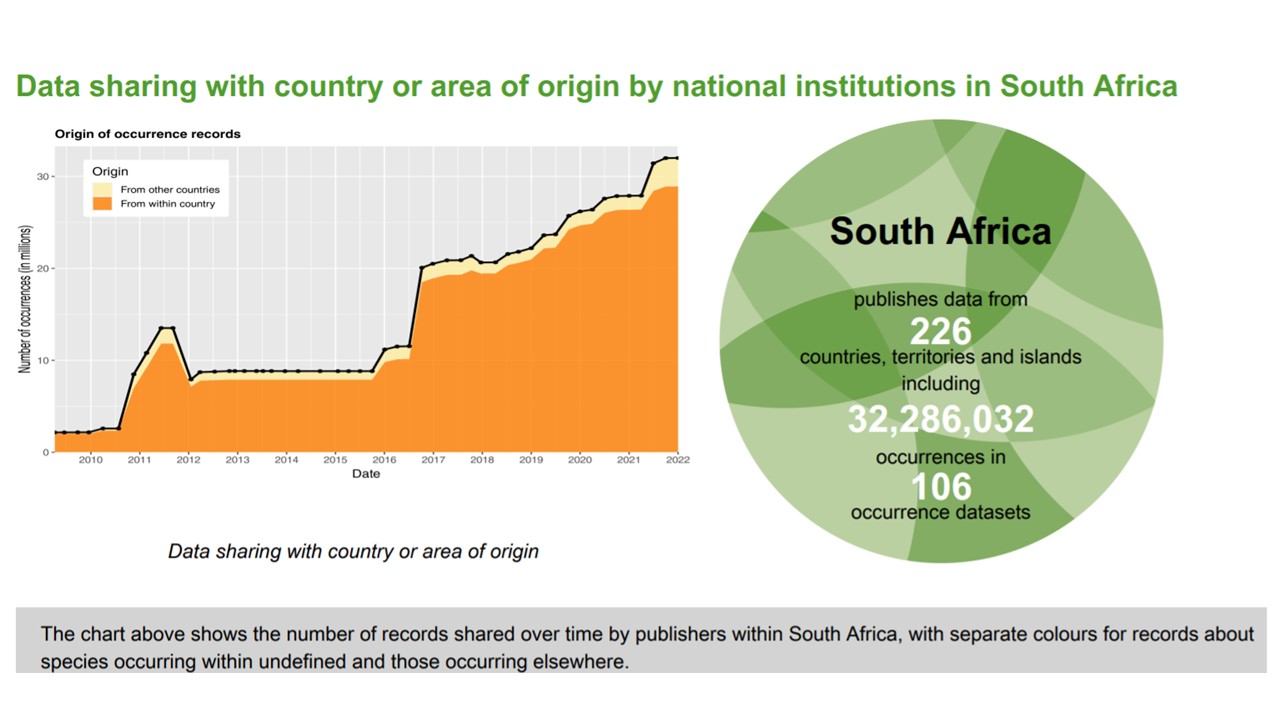 Data sharing with country or area of origin by national institutions in South Africa
Origin of occurrence records
Origin
From other countries
From within country
Number of occurrences (in millions)
30
20
10
0
2010 2011 2012 2013 2014 2015 2016 2017 2018 2019 2020 2021 2022
Date
Data sharing with country or area of origin
South Africa
publishes data from
226
countries, territories and islands
including
32,286,032
occurrences in
106
occurrence datasets
The chart above shows the number of records shared over time by publishers within South Africa, with separate colours for records about
species occurring within undefined and those occurring elsewhere.